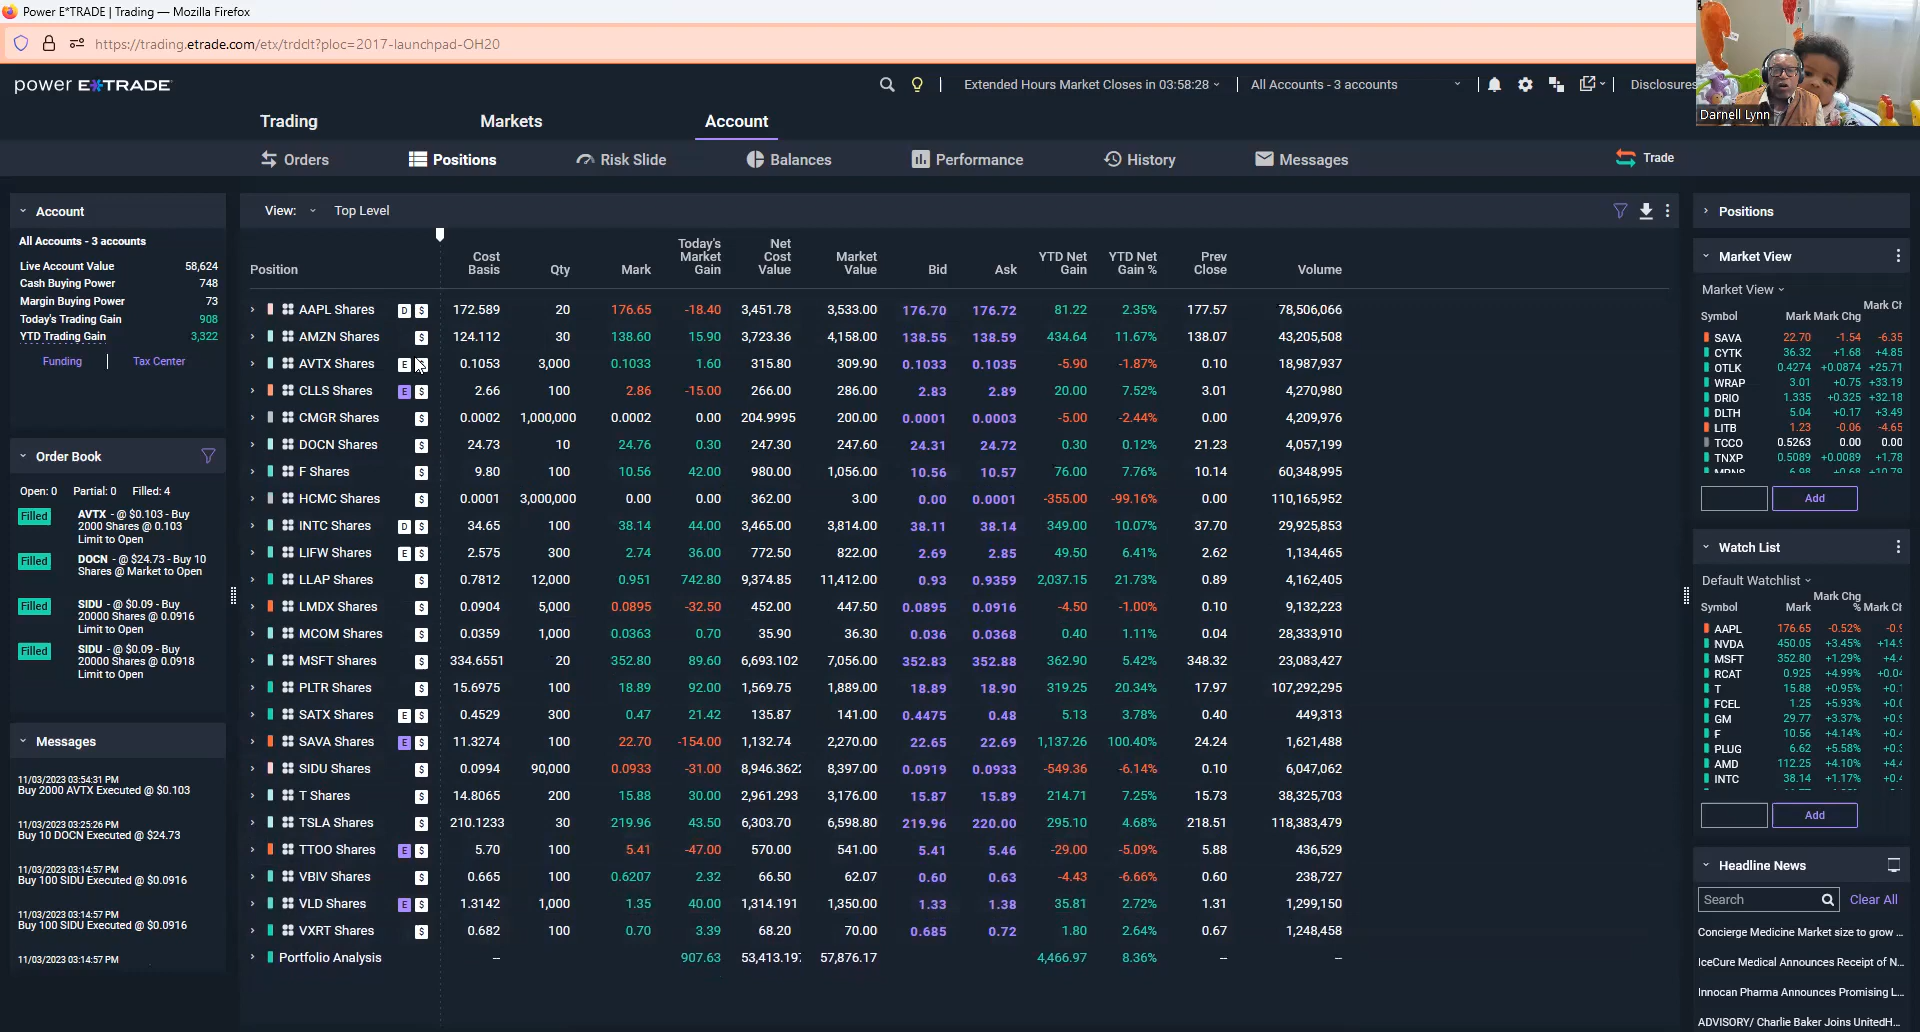 Power E*TRADE | Trading — Mozilla Firefox
https://trading.etrade.com/etx/trdclt?ploc=2017-launchpad-OH20
power E*TRADE
Extended Hours Market Closes in 03:58:28
All Accounts - 3 accounts
Disclosures
Darnell Lynn
Trading Markets Account
Orders Positions Risk Slide Balances Performance History Messages Trade
Account
All Accounts - 3 accounts
Live Account Value 58,624
Cash Buying Power 748
Margin Buying Power 73
Today's Trading Gain 908
YTD Trading Gain 3,322
Funding Tax Center
Order Book
Open: 0 Partial: 0 Filled: 4
Filled AVTX - @ $0.103 - Buy
2000 Shares @ 0.103
Limit to Open
Filled DOCN - @ $24.73 - Buy 10
Shares @ Market to Open
Filled SIDU - @ $0.09 - Buy
20000 Shares @ 0.0916
Limit to Open
Filled SIDU - @ $0.09 - Buy
20000 Shares @ 0.0918
Limit to Open
Messages
11/03/2023 03:54:31 PM
Buy 2000 AVTX Executed @ $0.103
11/03/2023 03:25:26 PM
Buy 10 DOCN Executed @ $24.73
11/03/2023 03:14:57 PM
Buy 100 SIDU Executed @ $0.0916
11/03/2023 03:14:57 PM
Buy 100 SIDU Executed @ $0.0916
11/03/2023 03:14:57 PM
View: Top Level
Position Cost Basis Qty Mark Today's Market Gain Net Cost Value Market Value Bid Ask YTD Net Gain YTD Net Gain % Prev Close Volume
AAPL Shares D $ 172.589 20 176.65 -18.40 3,451.78 3,533.00 176.70 176.72 81.22 2.35% 177.57 78,506,066
AMZN Shares $ 124.112 30 138.60 15.90 3,723.36 4,158.00 138.55 138.59 434.64 11.67% 138.07 43,205,508
AVTX Shares E 0.1053 3,000 0.1033 1.60 315.80 309.90 0.1033 0.1035 -5.90 -1.87% 0.10 18,987,937
CLLS Shares E $ 2.66 100 2.86 -15.00 266.00 286.00 2.83 2.89 20.00 7.52% 3.01 4,270,980
CMGR Shares $ 0.0002 1,000,000 0.0002 0.00 204.9995 200.00 0.0001 0.0003 -5.00 -2.44% 0.00 4,209,976
DOCN Shares $ 24.73 10 24.76 0.30 247.30 247.60 24.31 24.72 0.30 0.12% 21.23 4,057,199
F Shares $ 9.80 100 10.56 42.00 980.00 1,056.00 10.56 10.57 76.00 7.76% 10.14 60,348,995
HCMC Shares $ 0.0001 3,000,000 0.00 0.00 362.00 3.00 0.00 0.0001 -355.00 -99.16% 0.00 110,165,952
INTC Shares D $ 34.65 100 38.14 44.00 3,465.00 3,814.00 38.11 38.14 349.00 10.07% 37.70 29,925,853
LIFW Shares E $ 2.575 300 2.74 36.00 772.50 822.00 2.69 2.85 49.50 6.41% 2.62 1,134,465
LLAP Shares $ 0.7812 12,000 0.951 742.80 9,374.85 11,412.00 0.93 0.9359 2,037.15 21.73% 0.89 4,162,405
LMDX Shares $ 0.0904 5,000 0.0895 -32.50 452.00 447.50 0.0895 0.0916 -4.50 -1.00% 0.10 9,132,223
MCOM Shares $ 0.0359 1,000 0.0363 0.70 35.90 36.30 0.036 0.0368 0.40 1.11% 0.04 28,333,910
MSFT Shares $ 334.6551 20 352.80 89.60 6,693.102 7,056.00 352.83 352.88 362.90 5.42% 348.32 23,083,427
PLTR Shares $ 15.6975 100 18.89 92.00 1,569.75 1,889.00 18.89 18.90 319.25 20.34% 17.97 107,292,295
SATX Shares E $ 0.4529 300 0.47 21.42 135.87 141.00 0.4475 0.48 5.13 3.78% 0.40 449,313
SAVA Shares E $ 11.3274 100 22.70 -154.00 1,132.74 2,270.00 22.65 22.69 1,137.26 100.40% 24.24 1,621,488
SIDU Shares $ 0.0994 90,000 0.0933 -31.00 8,946.3622 8,397.00 0.0919 0.0933 -549.36 -6.14% 0.10 6,047,062
T Shares $ 14.8065 200 15.88 30.00 2,961.293 3,176.00 15.87 15.89 214.71 7.25% 15.73 38,325,703
TSLA Shares $ 210.1233 30 219.96 43.50 6,303.70 6,598.80 219.96 220.00 295.10 4.68% 218.51 118,383,479
TTOO Shares E $ 5.70 100 5.41 -47.00 570.00 541.00 5.41 5.46 -29.00 -5.09% 5.88 436,529
VBIV Shares $ 0.665 100 0.6207 2.32 66.50 62.07 0.60 0.63 -4.43 -6.66% 0.60 238,727
VLD Shares E $ 1.3142 1,000 1.35 40.00 1,314.191 1,350.00 1.33 1.38 35.81 2.72% 1.31 1,299,150
VXRT Shares $ 0.682 100 0.70 3.39 68.20 70.00 0.685 0.72 1.80 2.64% 0.67 1,248,458
Portfolio Analysis – 907.63 53,413.197 57,876.17 4,466.97 8.36% – –
Positions
Market View
Market View
Symbol Mark Mark Chg Mark Ch
SAVA 22.70 -1.54 -6.35
CYTK 36.32 +1.68 +4.85
OTLK 0.4274 +0.0874 +25.71
WRAP 3.01 +0.75 +33.19
DRIO 1.335 +0.325 +32.18
DLTH 5.04 +0.17 +3.49
LITB 1.23 -0.06 -4.65
TCCO 0.5263 0.00 0.00
TNXP 0.5089 +0.0089 +1.78
Add
Watch List
Default Watchlist
Symbol Mark Mark Chg % Mark Cl
AAPL 176.65 -0.52% -0.9
NVDA 450.05 +3.45% +14.9
MSFT 352.80 +1.29% +4.4
RCAT 0.925 +4.99% +0.04
T 15.88 +0.95% +0.1
FCEL 1.25 +5.93% +0.0
GM 29.77 +3.37% +0.9
F 10.56 +4.14% +0.4
PLUG 6.62 +5.58% +0.3
AMD 112.25 +4.10% +4.4
INTC 38.14 +1.17% +0.4
Add
Headline News
Search Clear All
Concierge Medicine Market size to grow ...
IceCure Medical Announces Receipt of N...
Innocan Pharma Announces Promising L...
ADVISORY/ Charlie Baker Joins UnitedH...